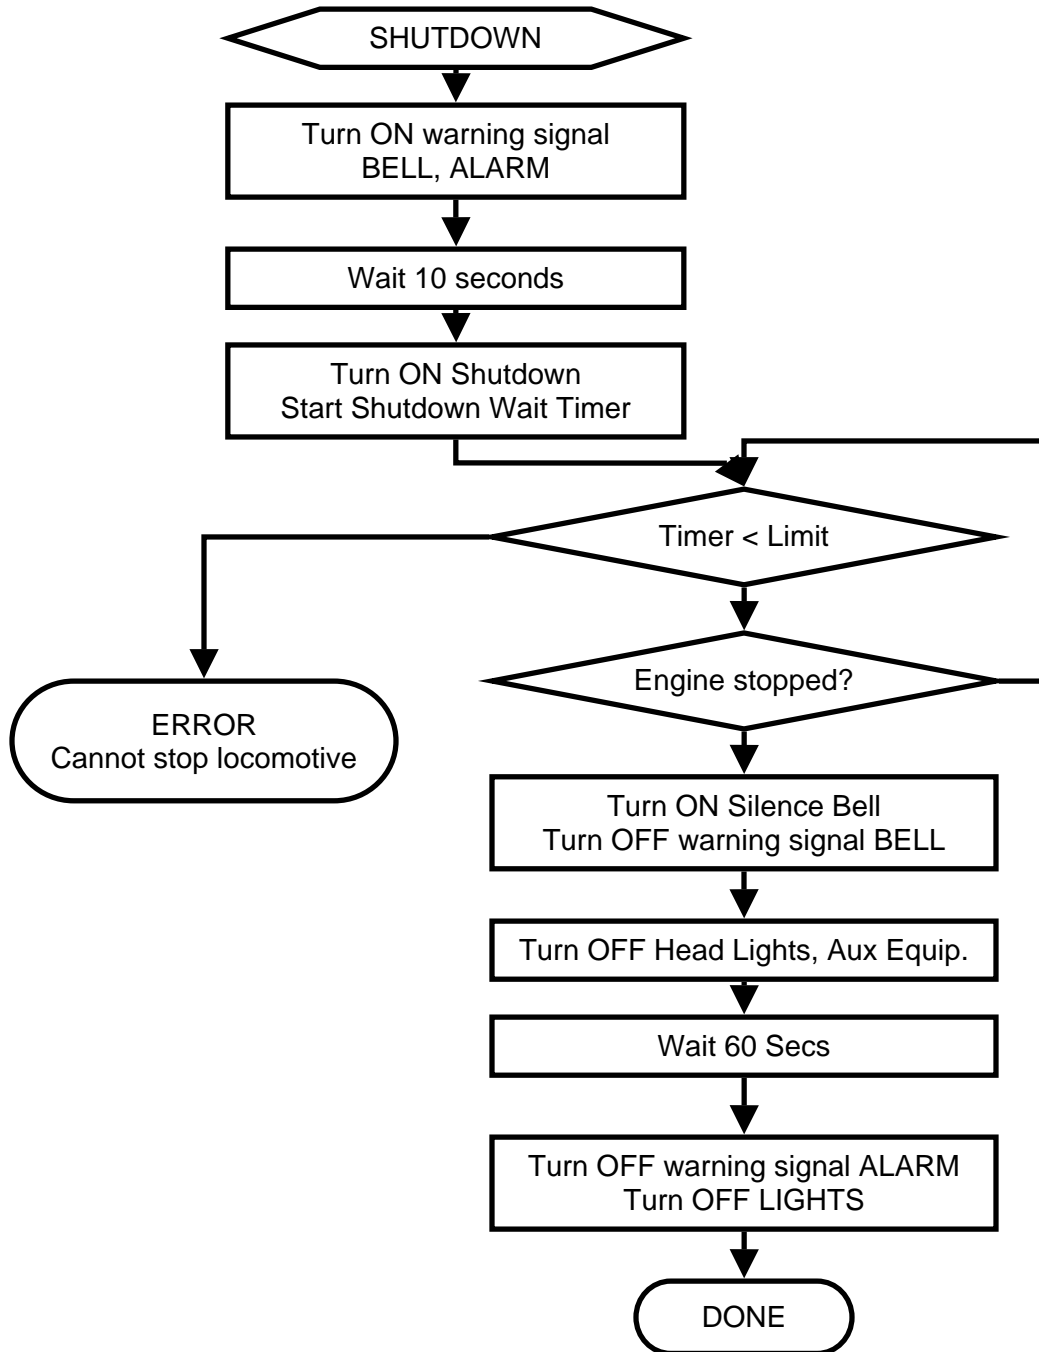 SHUTDOWN
Turn ON warning signal
BELL, ALARM
Wait 10 seconds
Turn ON Shutdown
Start Shutdown Wait Timer
Timer < Limit
Engine stopped?
ERROR
Cannot stop locomotive
Turn ON Silence Bell
Turn OFF warning signal BELL
Turn OFF Head Lights, Aux Equip.
Wait 60 Secs
Turn OFF warning signal ALARM
Turn OFF LIGHTS
DONE